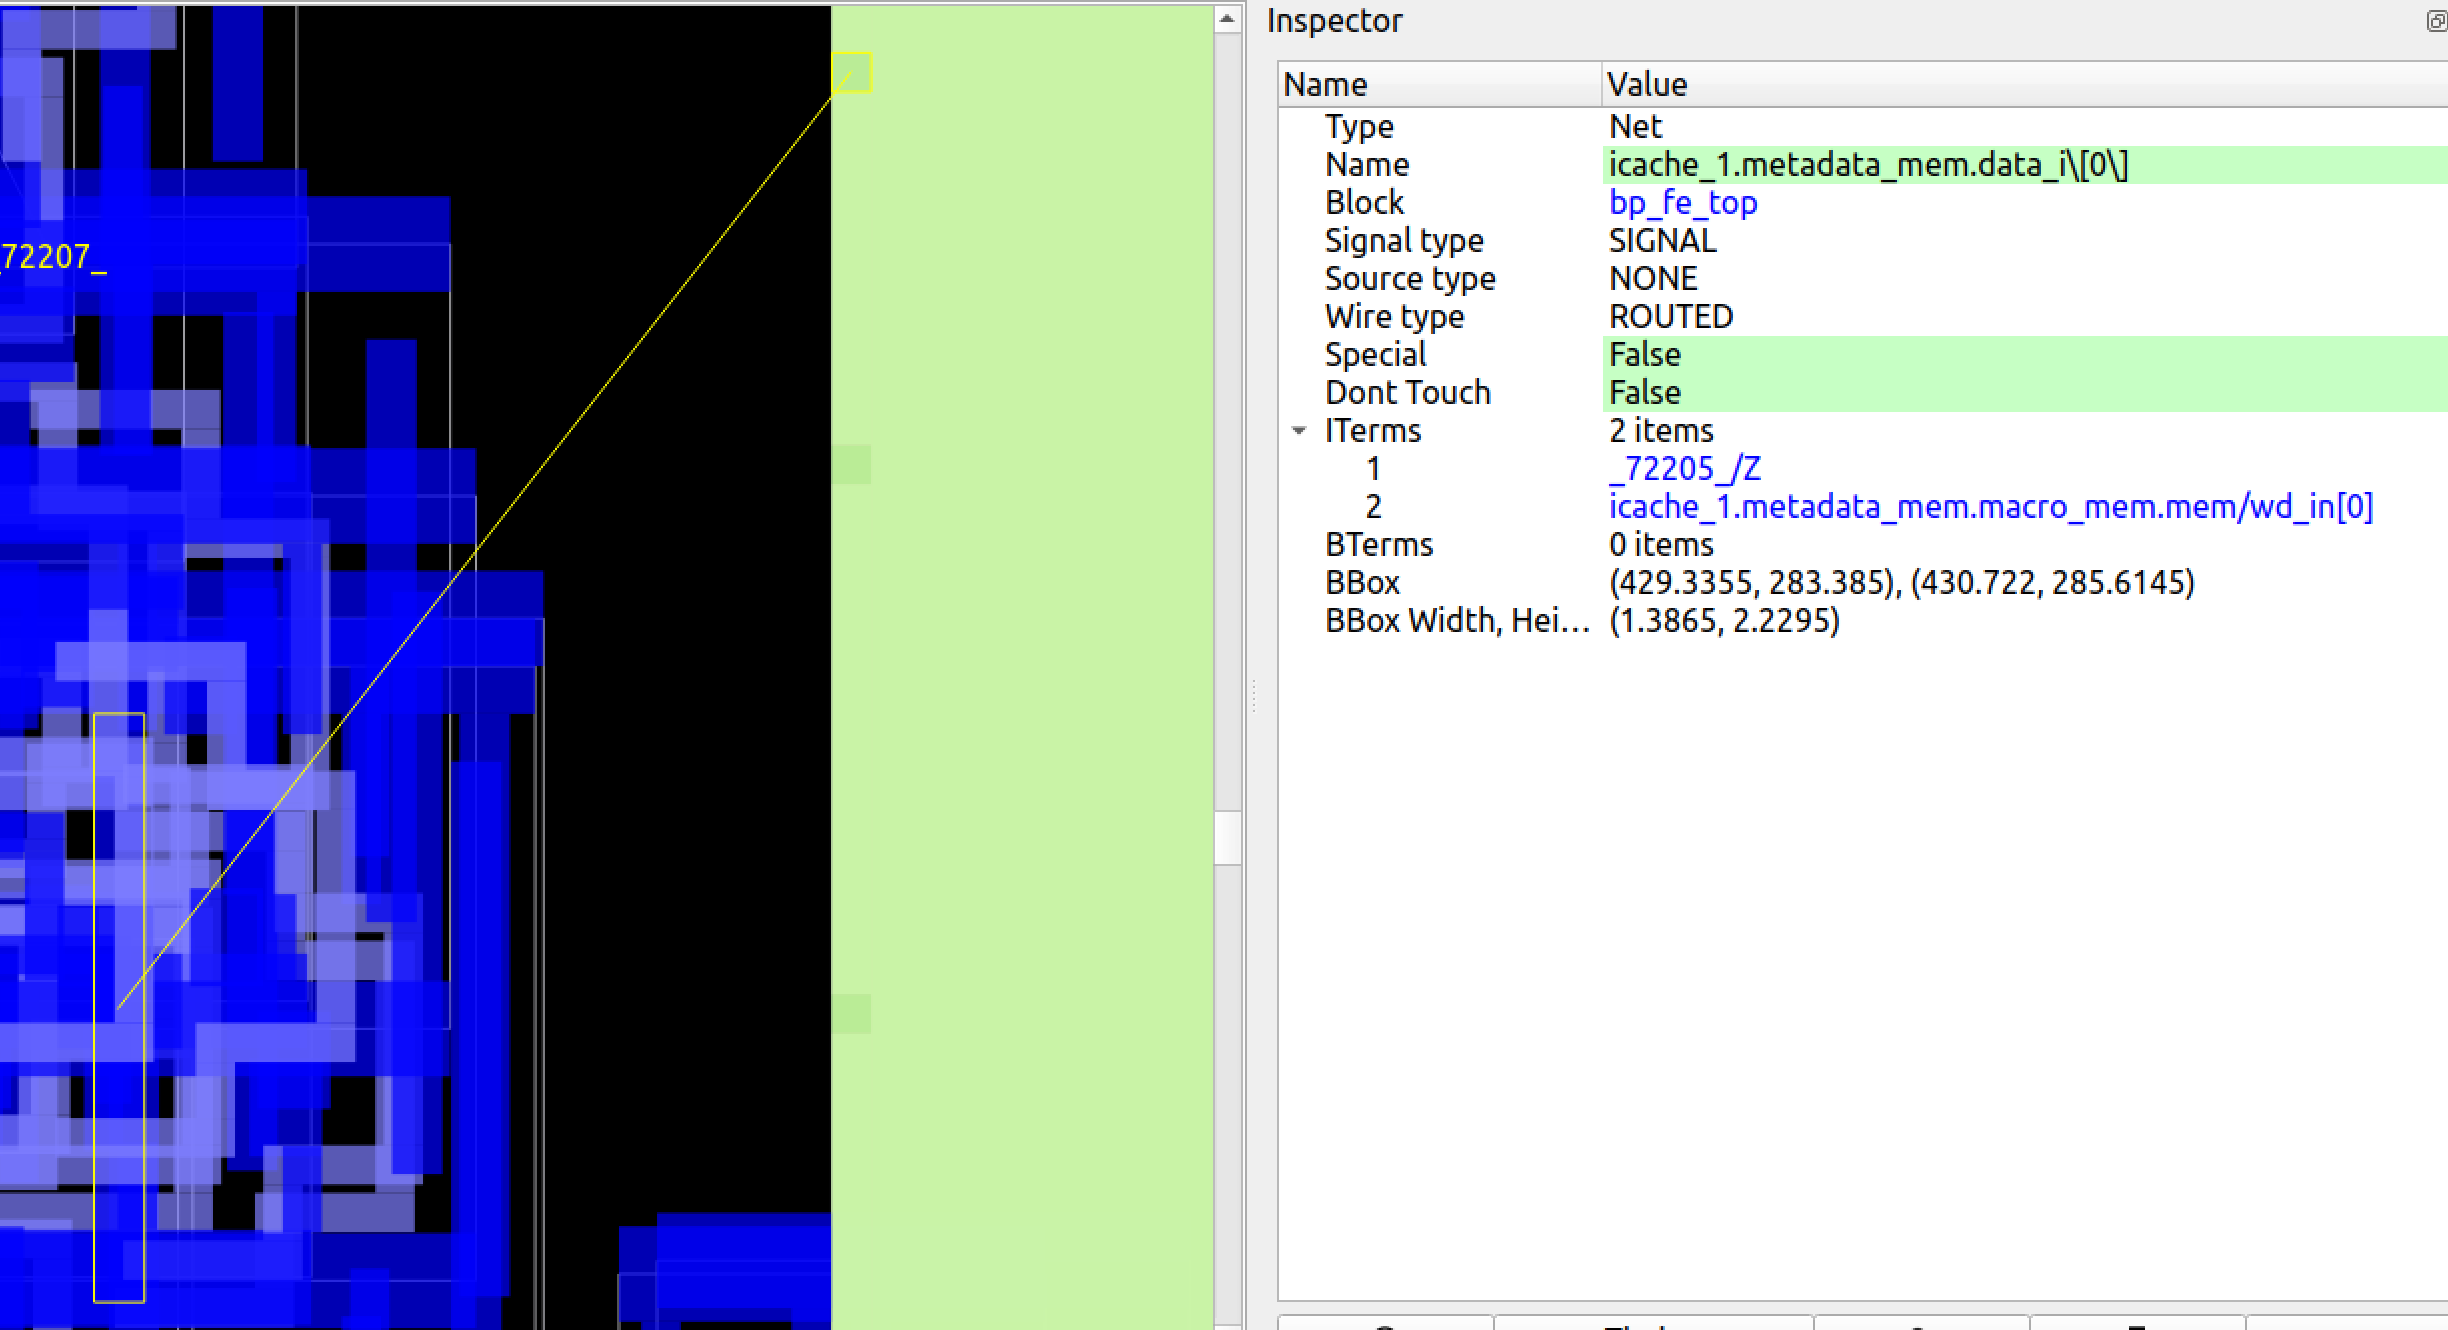 72207_
Inspector
Name Value
Type Net
Name icache_1.metadata_mem.data_i\[0\]
Block bp_fe_top
Signal type SIGNAL
Source type NONE
Wire type ROUTED
Special False
Dont Touch False
ITerms 2 items
1 _72205_/Z
2 icache_1.metadata_mem.macro_mem.mem/wd_in[0]
BTerms 0 items
BBox (429.3355, 283.385), (430.722, 285.6145)
BBox Width, Hei... (1.3865, 2.2295)